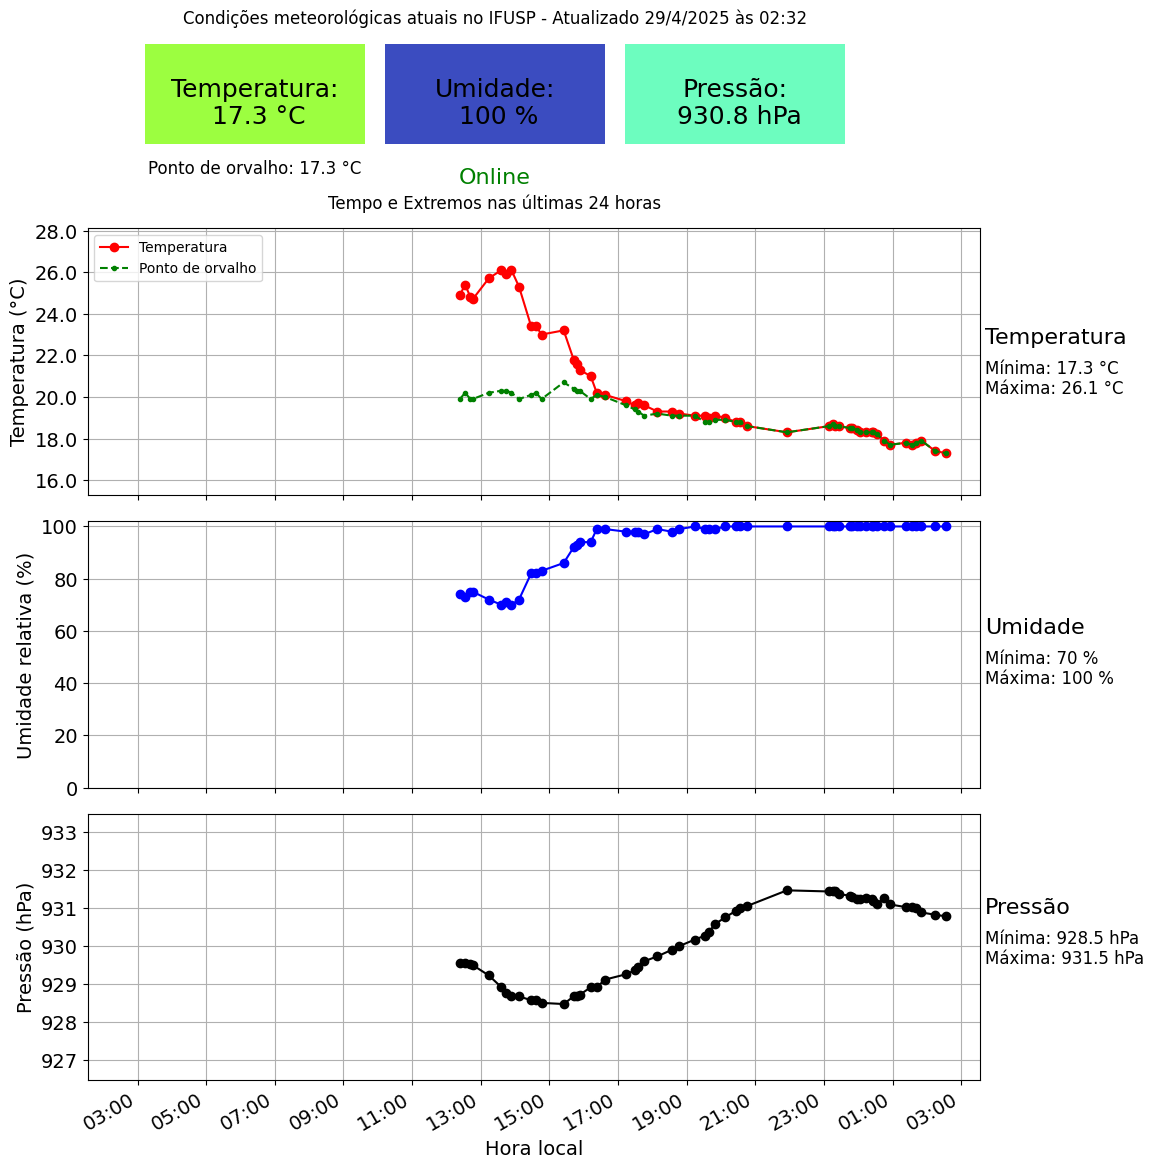 Condições meteorológicas atuais no IFUSP - Atualizado 29/4/2025 às 02:32
Temperatura:
17.3 °C
Umidade:
100 %
Pressão:
930.8 hPa
Ponto de orvalho: 17.3 °C
Online
Tempo e Extremos nas últimas 24 horas
Temperatura (°C)
28.0
26.0
24.0
22.0
20.0
18.0
16.0
Temperatura
Ponto de orvalho
Temperatura
Mínima: 17.3 °C
Máxima: 26.1 °C
Umidade relativa (%)
100
80
60
40
20
0
Umidade
Mínima: 70 %
Máxima: 100 %
Pressão (hPa)
933
932
931
930
929
928
927
Pressão
Mínima: 928.5 hPa
Máxima: 931.5 hPa
03:00 05:00 07:00 09:00 11:00 13:00 15:00 17:00 19:00 21:00 23:00 01:00 03:00
Hora local